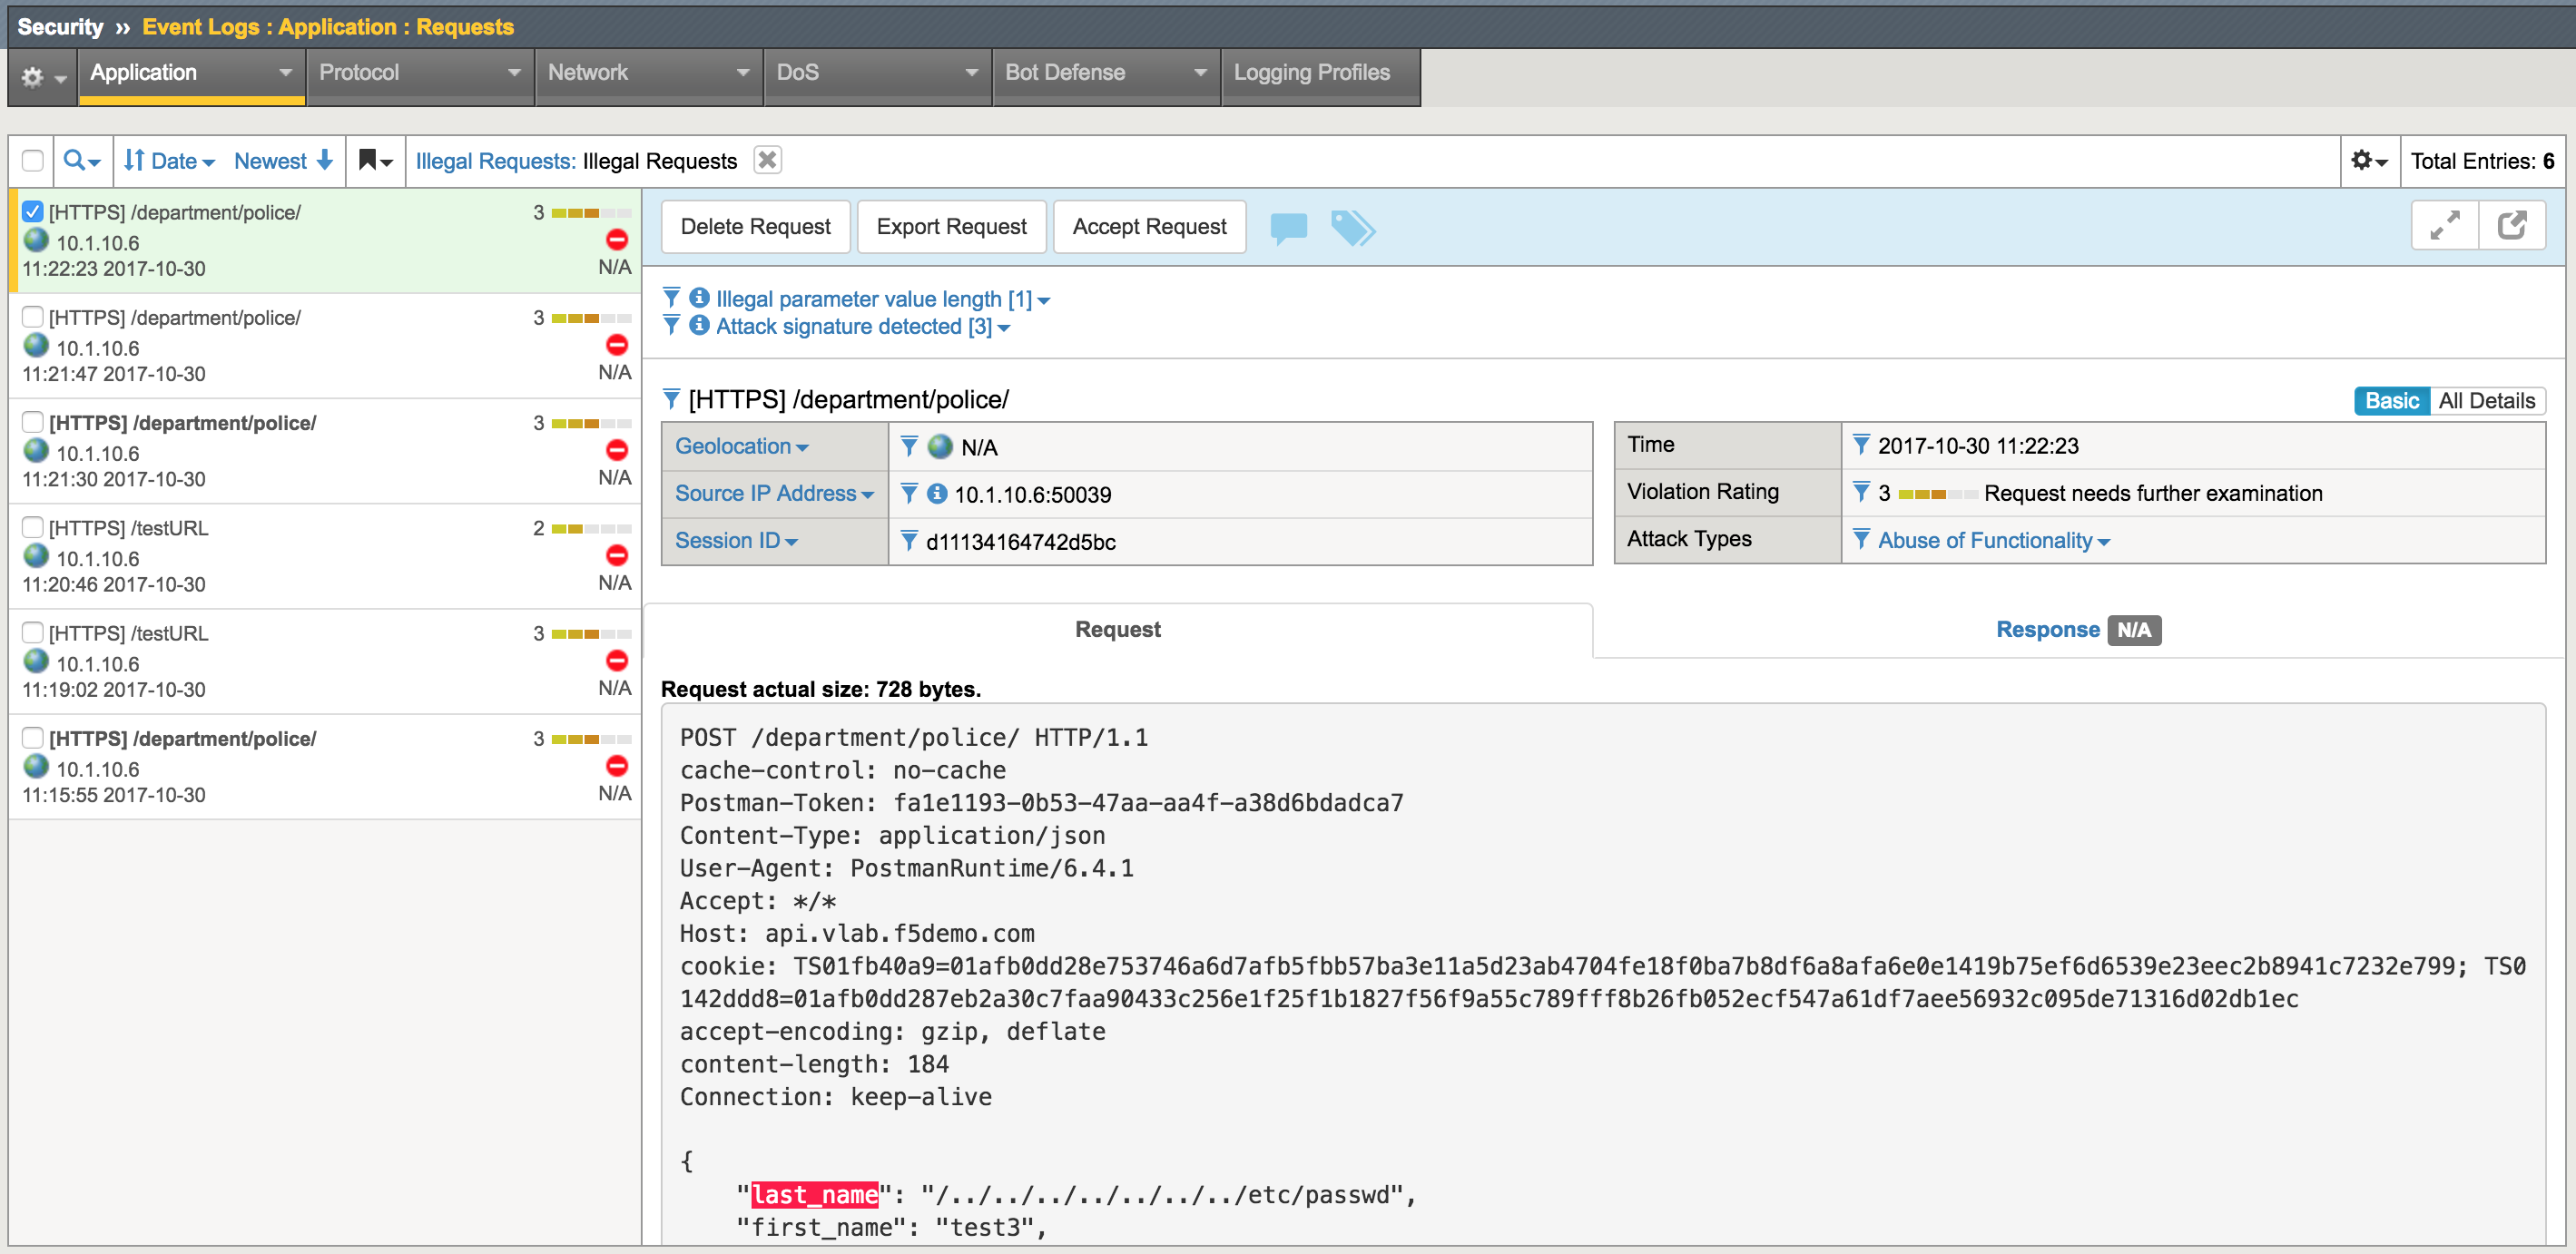 Security » Event Logs : Application : Requests
Application Protocol Network DoS Bot Defense Logging Profiles
Date Newest Illegal Requests: Illegal Requests Total Entries: 6
[HTTPS] /department/police/ 3
10.1.10.6
11:22:23 2017-10-30 N/A
[HTTPS] /department/police/ 3
10.1.10.6
11:21:47 2017-10-30 N/A
[HTTPS] /department/police/ 3
10.1.10.6
11:21:30 2017-10-30 N/A
[HTTPS] /testURL 2
10.1.10.6
11:20:46 2017-10-30 N/A
[HTTPS] /testURL 3
10.1.10.6
11:19:02 2017-10-30 N/A
[HTTPS] /department/police/ 3
10.1.10.6
11:15:55 2017-10-30 N/A
Delete Request Export Request Accept Request
Illegal parameter value length [1]
Attack signature detected [3]
[HTTPS] /department/police/ Basic All Details
Geolocation N/A
Source IP Address 10.1.10.6:50039
Session ID d11134164742d5bc
Time 2017-10-30 11:22:23
Violation Rating 3 Request needs further examination
Attack Types Abuse of Functionality
Request Response N/A
Request actual size: 728 bytes.
POST /department/police/ HTTP/1.1
cache-control: no-cache
Postman-Token: fa1e1193-0b53-47aa-aa4f-a38d6bdadca7
Content-Type: application/json
User-Agent: PostmanRuntime/6.4.1
Accept: */*
Host: api.vlab.f5demo.com
cookie: TS01fb40a9=01afb0dd28e753746a6d7afb5fbb57ba3e11a5d23ab4704fe18f0ba7b8df6a8afa6e0e1419b75ef6d6539e23eec2b8941c7232e799; TS0
142ddd8=01afb0dd287eb2a30c7faa90433c256e1f25f1b1827f56f9a55c789fff8b26fb052ecf547a61df7aee56932c095de71316d02db1ec
accept-encoding: gzip, deflate
content-length: 184
Connection: keep-alive
{
"last_name": "/../../../../../../../etc/passwd",
"first_name": "test3",